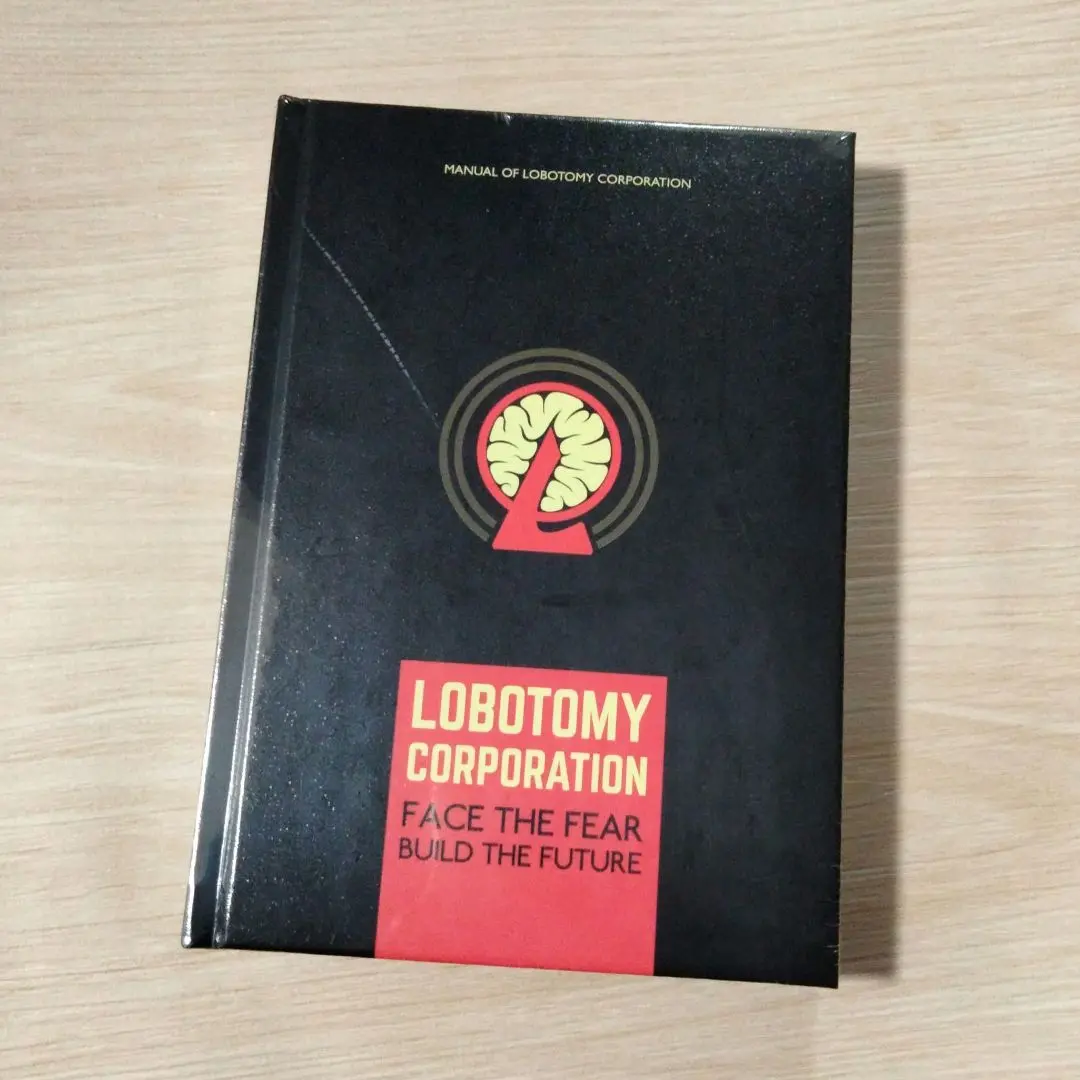 MANUAL OF LOBOTOMY CORPORATION
LOBOTOMY
CORPORATION
FACE THE FEAR
BUILD THE FUTURE